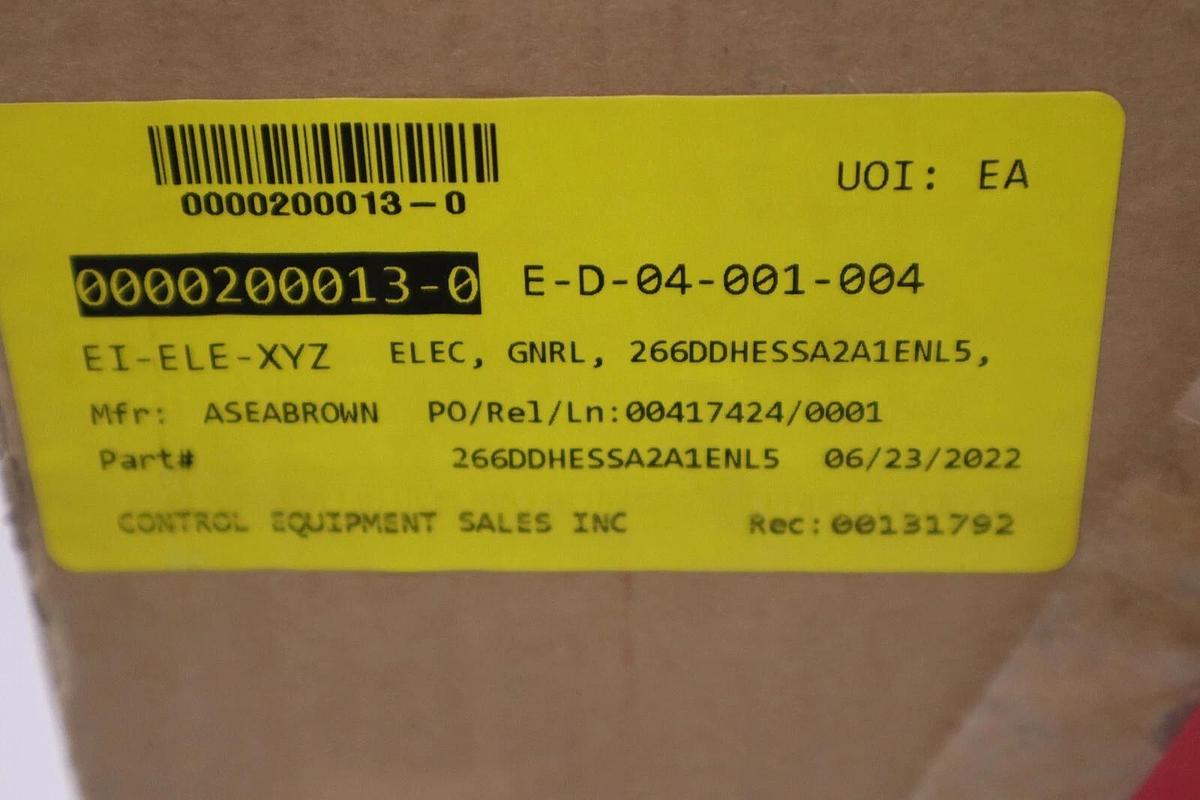 0000200013-0
UOI: EA
0000200013-0 E-D-04-001-004
EI-ELE-XYZ ELEC, GNRL, 266DDHESSA2A1ENL5,
Mfr: ASEABROWN PO/Rel/Ln:00417424/0001
Part# 266DDHESSA2A1ENL5 06/23/2022
CONTROL EQUIPMENT SALES INC Rec:00131792